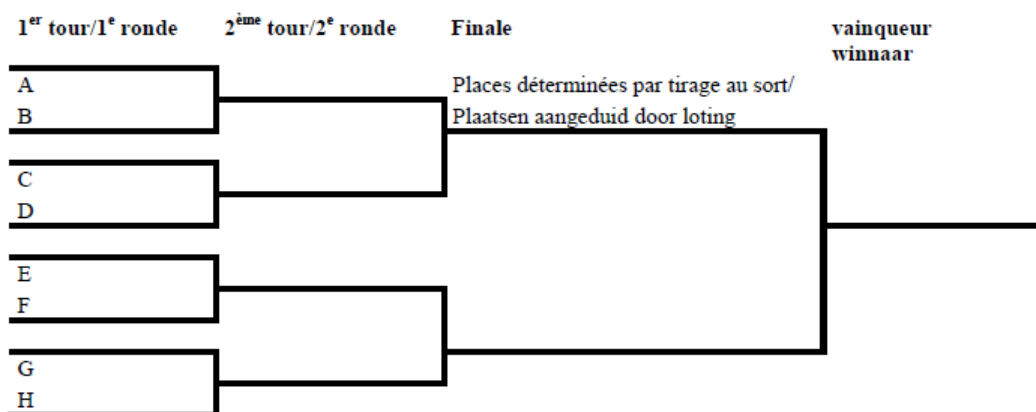 1er tour/1e ronde 2ème tour/2e ronde Finale vainqueur
winnaar
A Places déterminées par tirage au sort/
B Plaatsen aangeduid door loting
C
D
E
F
G
H